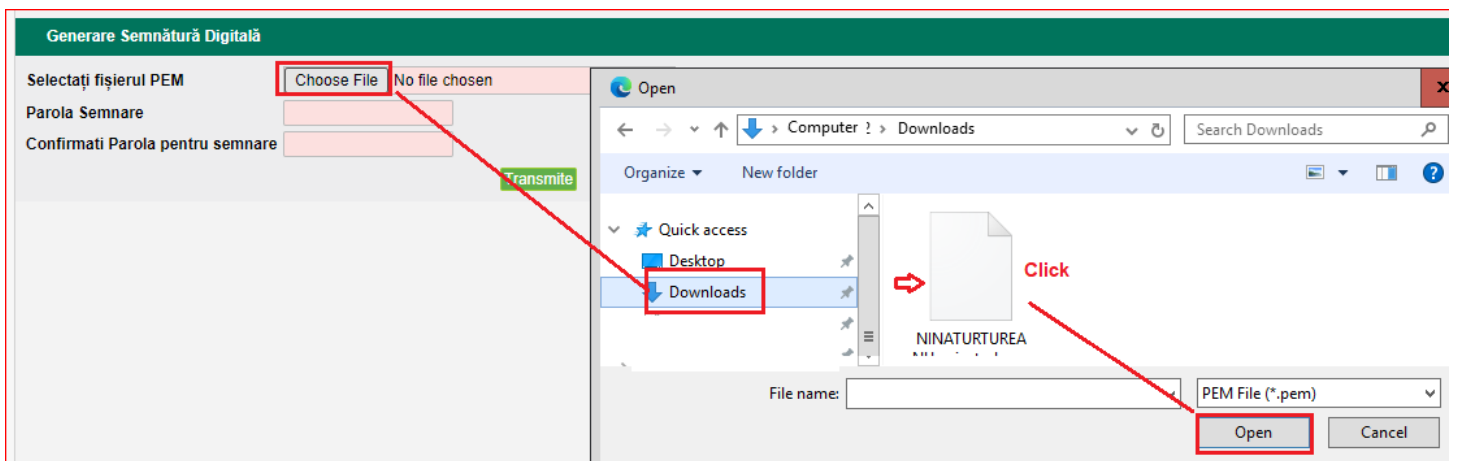 Generare Semnătură Digitală
Selectați fișierul PEM
Choose File No file chosen
Parola Semnare
Confirmati Parola pentru semnare
Transmite
Open
x
Computer › Downloads
Search Downloads
Organize
New folder
?
Quick access
Desktop
Downloads
Click
NINATURTUREA
File name:
PEM File (*.pem)
Open
Cancel